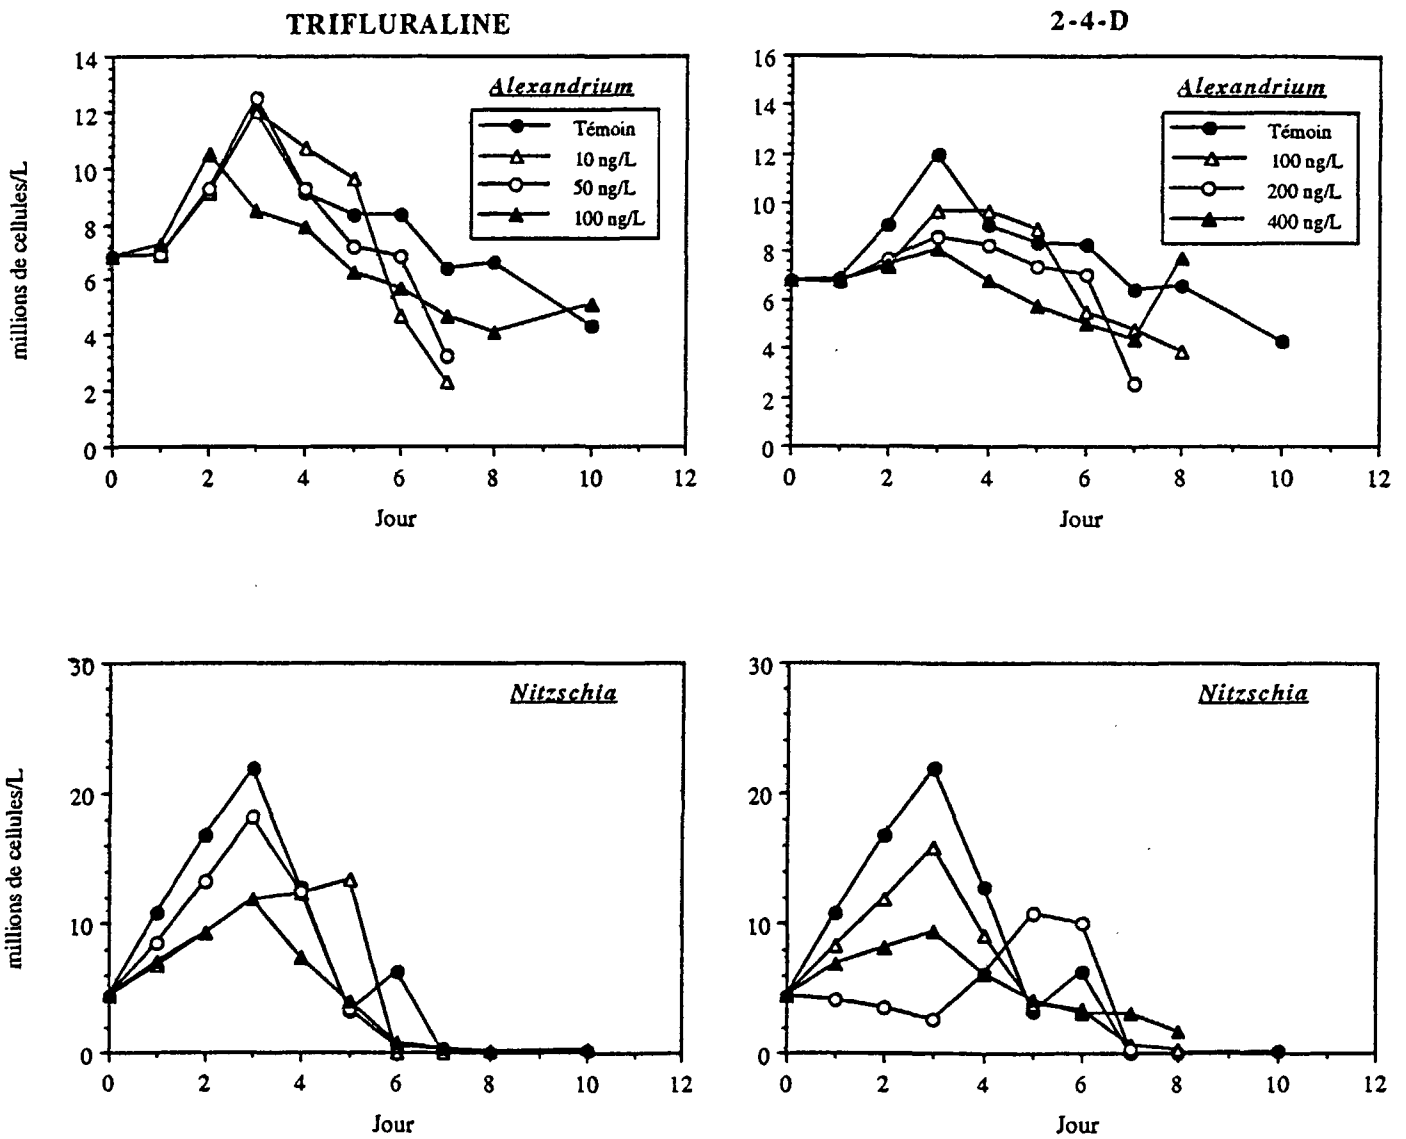 TRIFLURALINE
14
12
10
8
6
4
2
0
millions de cellules/L
Alexandrium
Témoin
10 ng/L
50 ng/L
100 ng/L
0 2 4 6 8 10 12
Jour
2-4-D
16
14
12
10
8
6
4
2
0
Alexandrium
Témoin
100 ng/L
200 ng/L
400 ng/L
0 2 4 6 8 10 12
Jour
30
20
10
0
millions de cellules/L
Nitzschia
0 2 4 6 8 10 12
Jour
30
20
10
0
Nitzschia
0 2 4 6 8 10 12
Jour